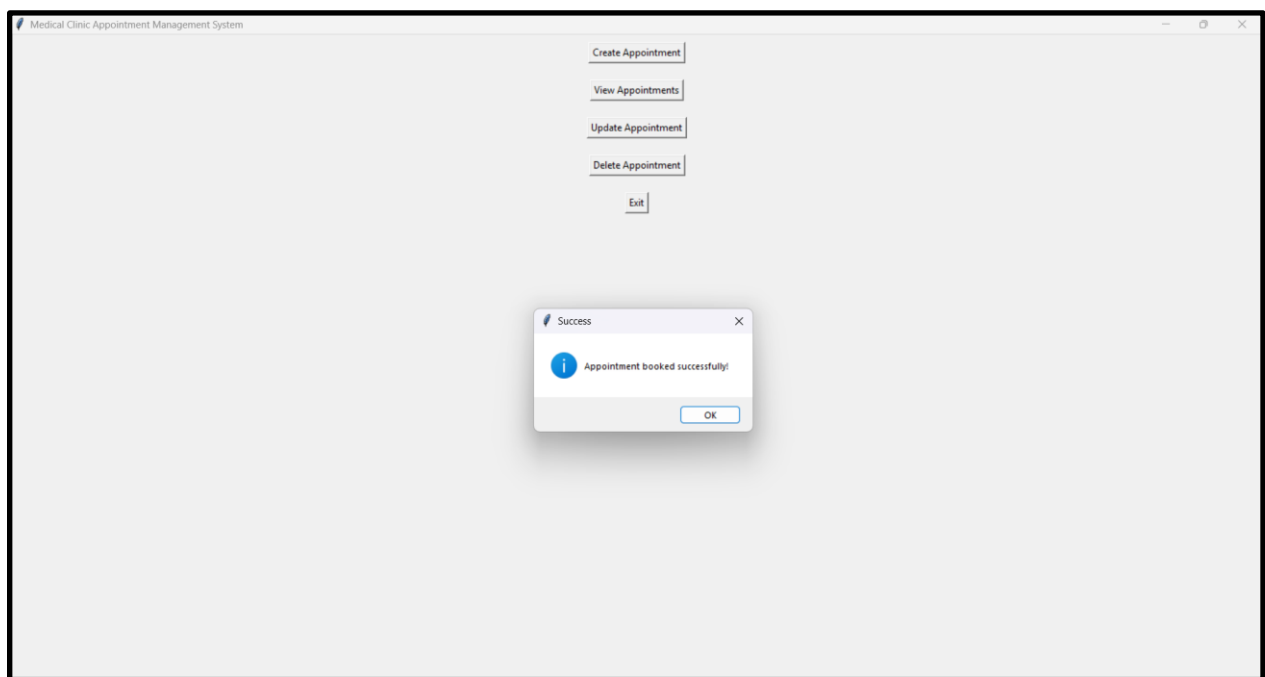 Medical Clinic Appointment Management System
Create Appointment
View Appointments
Update Appointment
Delete Appointment
Exit
Success
Appointment booked successfully!
OK